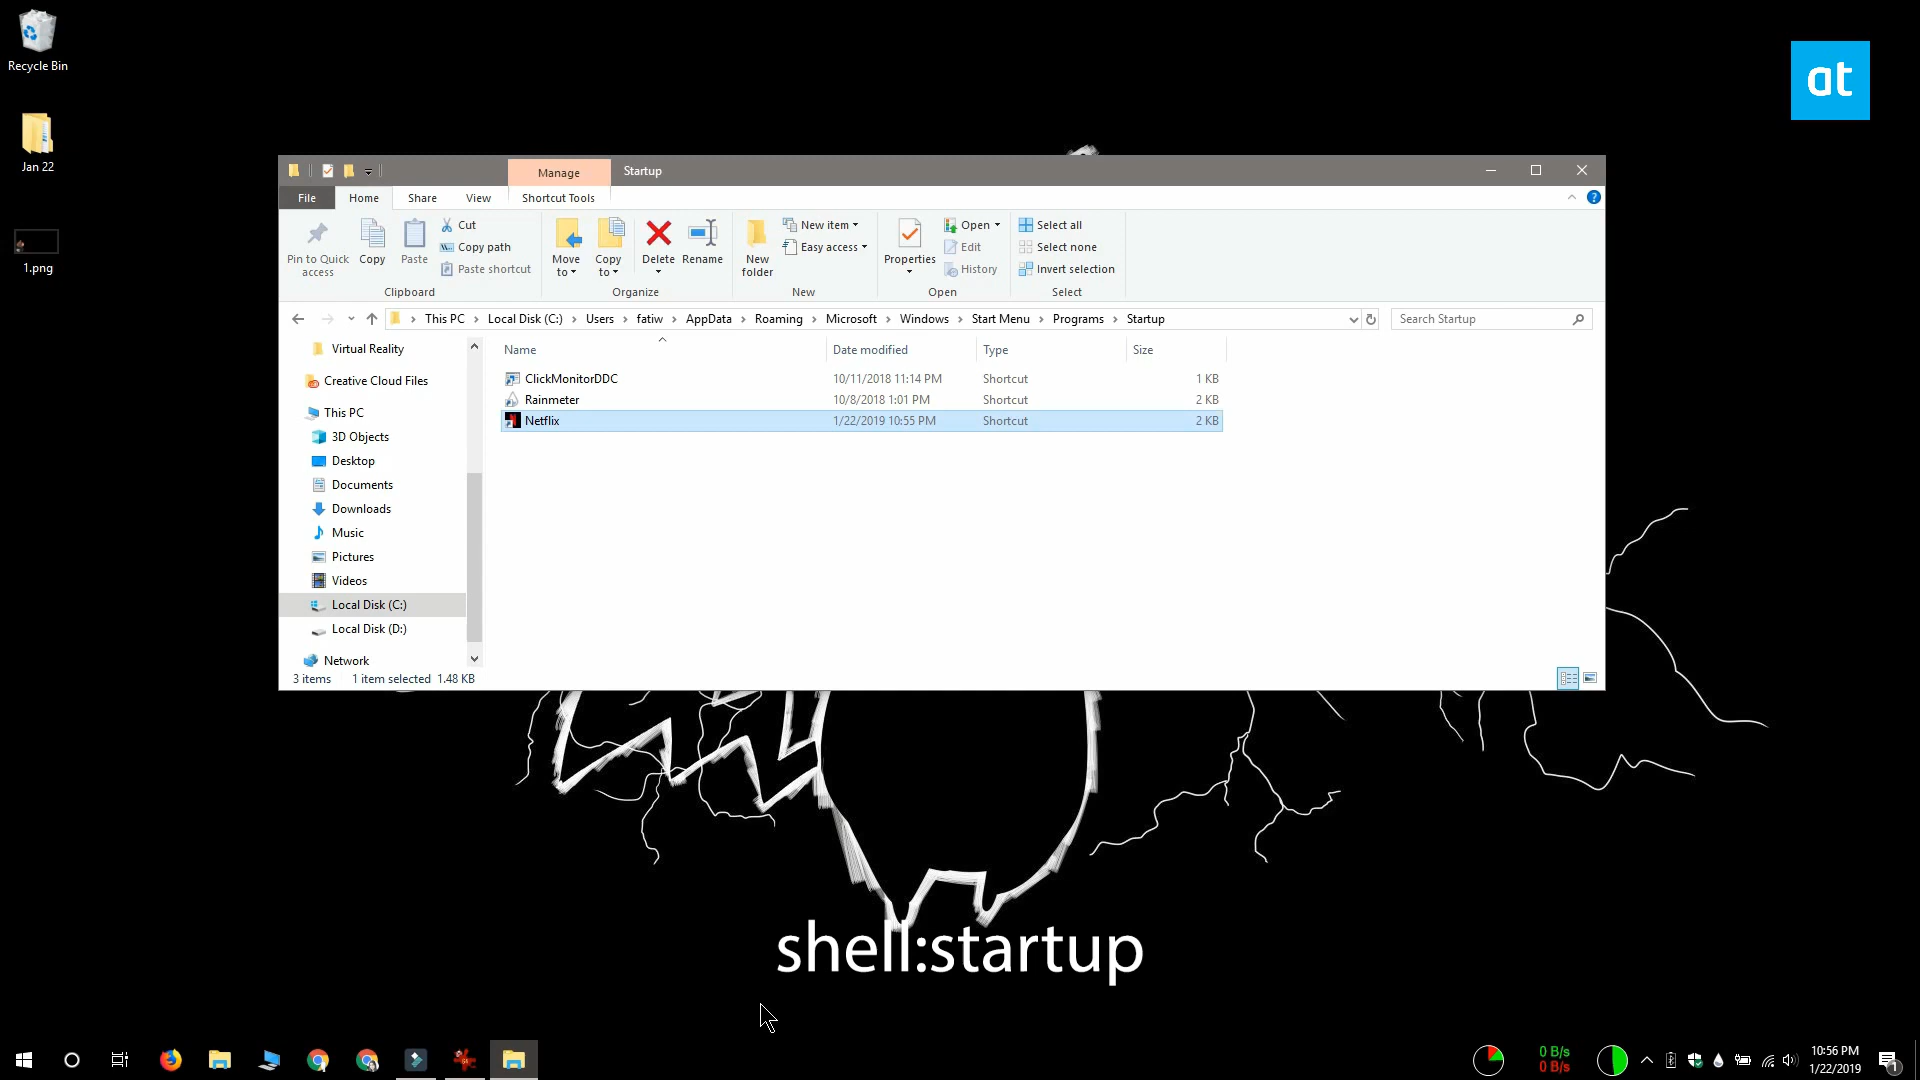 Recycle Bin
Jan 22
1.png
at
Manage
Startup
File
Home
Share
View
Shortcut Tools
Pin to Quick access
Copy
Paste
Cut
Copy path
Paste shortcut
Clipboard
Move to
Copy to
Delete
Rename
Organize
New folder
New item
Easy access
New
Properties
Open
Edit
History
Open
Select all
Select none
Invert selection
Select
This PC > Local Disk (C:) > Users > fatiw > AppData > Roaming > Microsoft > Windows > Start Menu > Programs > Startup
Search Startup
Virtual Reality
Creative Cloud Files
This PC
3D Objects
Desktop
Documents
Downloads
Music
Pictures
Videos
Local Disk (C:)
Local Disk (D:)
Network
Name Date modified Type Size
ClickMonitorDDC 10/11/2018 11:14 PM Shortcut 1 KB
Rainmeter 10/8/2018 1:01 PM Shortcut 2 KB
Netflix 1/22/2019 10:55 PM Shortcut 2 KB
3 items 1 item selected 1.48 KB
shell:startup
0 B/s
0 B/s
10:56 PM
1/22/2019
1